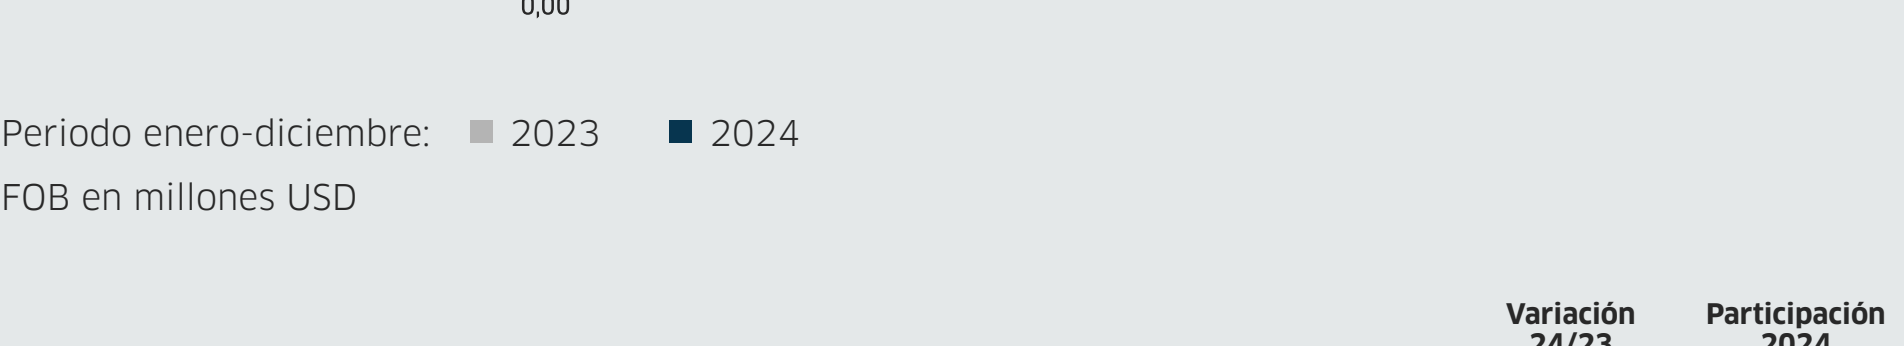 0,00
Periodo enero-diciembre: 2023 2024
FOB en millones USD
Variación Participación
24/23 2024